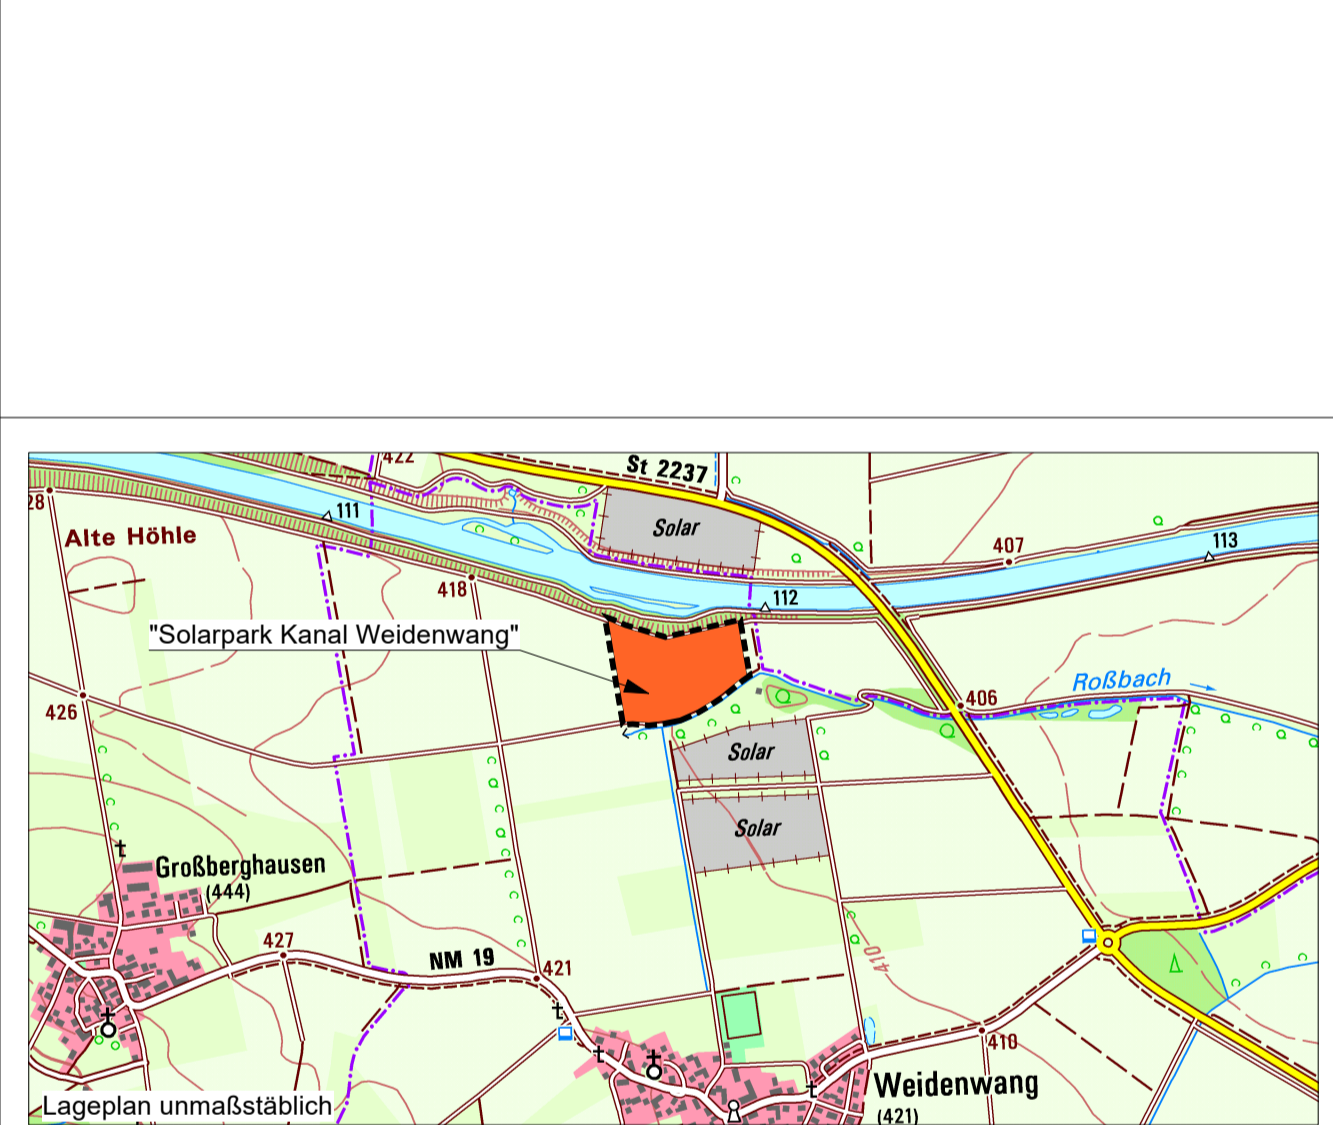 422
St 2237
28
111
Solar
Alte Höhle
407
113
418
112
"Solarpark Kanal Weidenwang"
Roßbach
406
426
Solar
Solar
Großberghausen
(444)
427
NM 19
421
410
410
Weidenwang
(421)
Lageplan unmaßstäblich